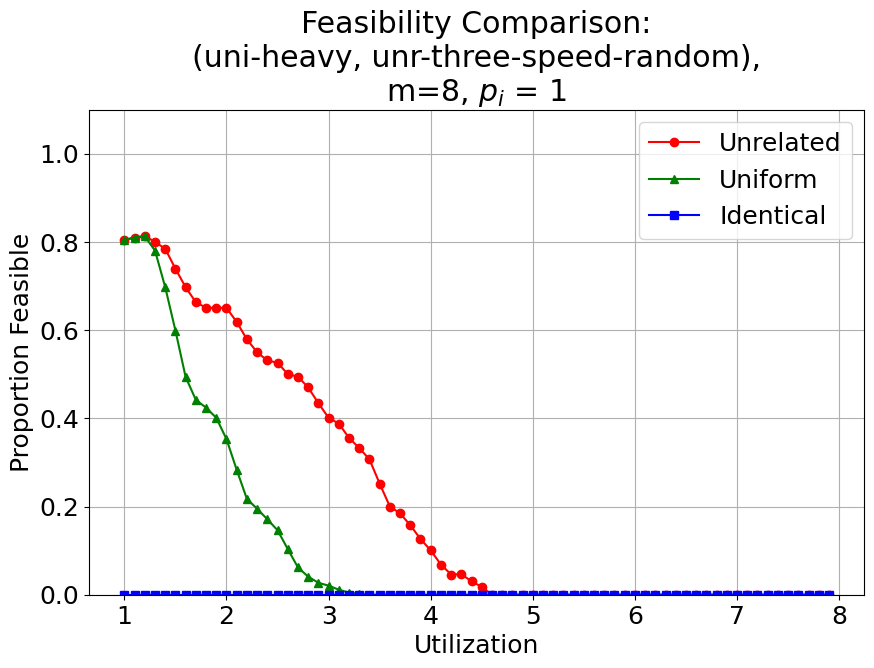 Feasibility Comparison:
(uni-heavy, unr-three-speed-random),
m=8, $p_i$ = 1
Unrelated
Uniform
Identical
Proportion Feasible
1.0
0.8
0.6
0.4
0.2
0.0
1 2 3 4 5 6 7 8
Utilization